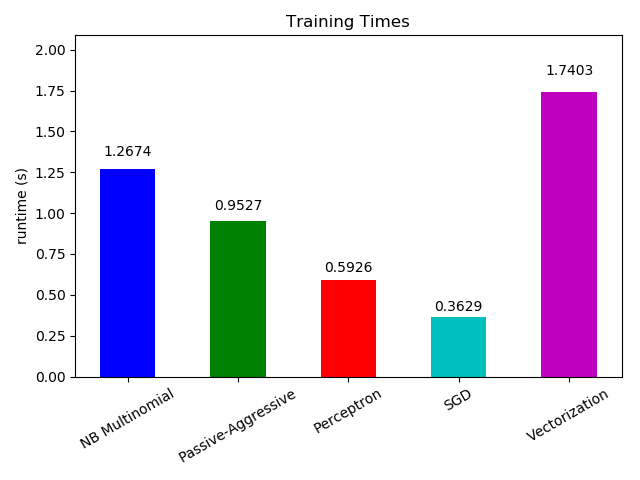 Training Times
2.00
1.75
1.50
1.25
1.00
0.75
0.50
0.25
0.00
runtime (s)
1.2674
0.9527
0.5926
0.3629
1.7403
NB Multinomial
Passive-Aggressive
Perceptron
SGD
Vectorization